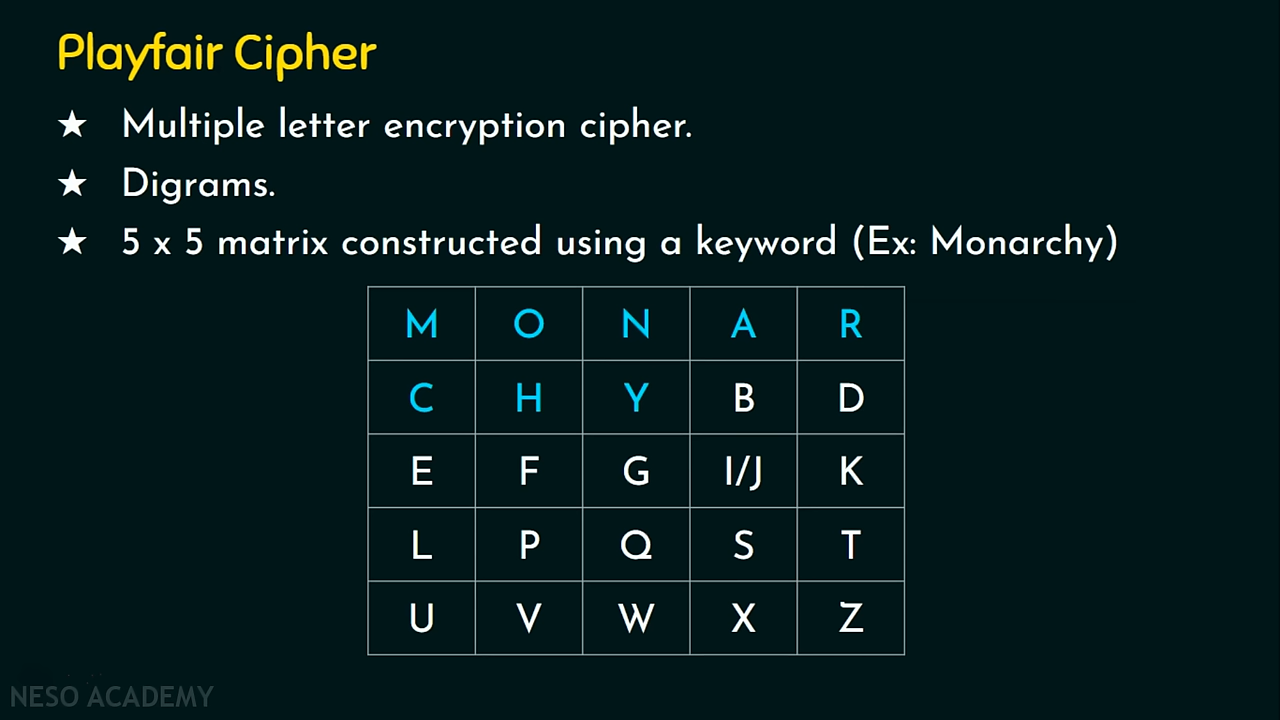 Playfair Cipher
★ Multiple letter encryption cipher.
★ Digrams.
★ 5 x 5 matrix constructed using a keyword (Ex: Monarchy)
M O N A R
C H Y B D
E F G I/J K
L P Q S T
U V W X Z
NESO ACADEMY